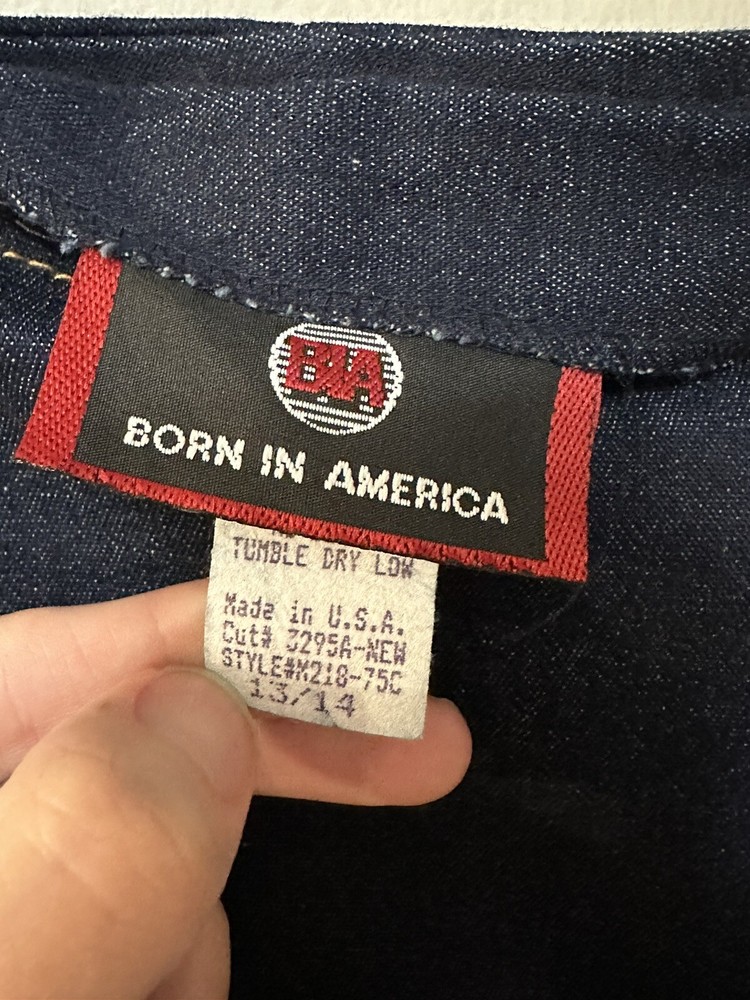 BIA
BORN IN AMERICA
TUMBLE DRY LOW
Made in U.S.A.
Cut# 3295A-NEW
STYLE#M218-75C
13/14